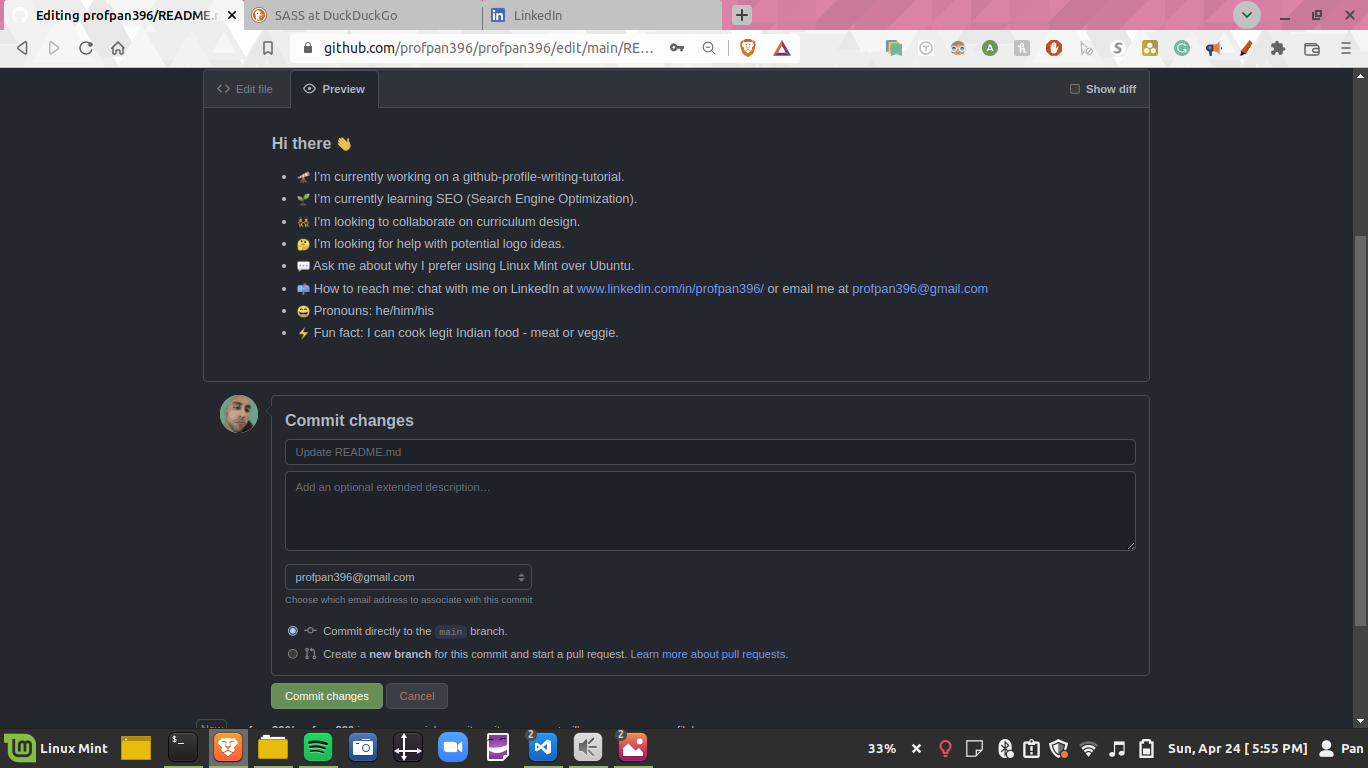 Editing profpan396/README.
SASS at DuckDuckGo
LinkedIn
github.com/profpan396/profpan396/edit/main/RE...
Edit file
Preview
Show diff
Hi there 👋
I'm currently working on a github-profile-writing-tutorial.
I'm currently learning SEO (Search Engine Optimization).
I'm looking to collaborate on curriculum design.
I'm looking for help with potential logo ideas.
Ask me about why I prefer using Linux Mint over Ubuntu.
How to reach me: chat with me on LinkedIn at www.linkedin.com/in/profpan396/ or email me at profpan396@gmail.com
Pronouns: he/him/his
Fun fact: I can cook legit Indian food - meat or veggie.
Commit changes
Update README.md
Add an optional extended description...
profpan396@gmail.com
Choose which email address to associate with this commit
Commit directly to the main branch.
Create a new branch for this commit and start a pull request. Learn more about pull requests.
Commit changes
Cancel
Linux Mint
2
2
33%
Sun, Apr 24 [ 5:55 PM]
Pan